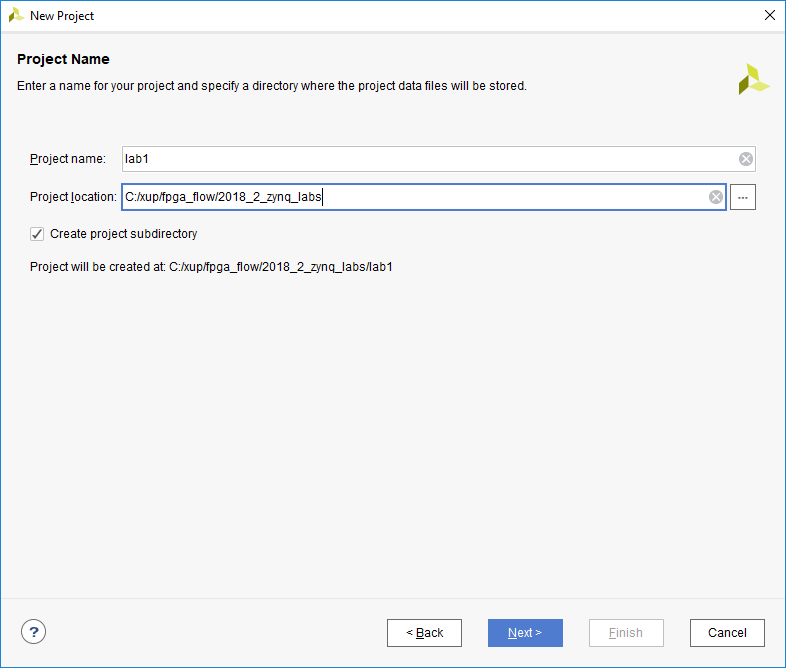 New Project
Project Name
Enter a name for your project and specify a directory where the project data files will be stored.
Project name: lab1
Project location: C:/xup/fpga_flow/2018_2_zynq_labs ...
Create project subdirectory
Project will be created at: C:/xup/fpga_flow/2018_2_zynq_labs/lab1
? < Back Next > Finish Cancel